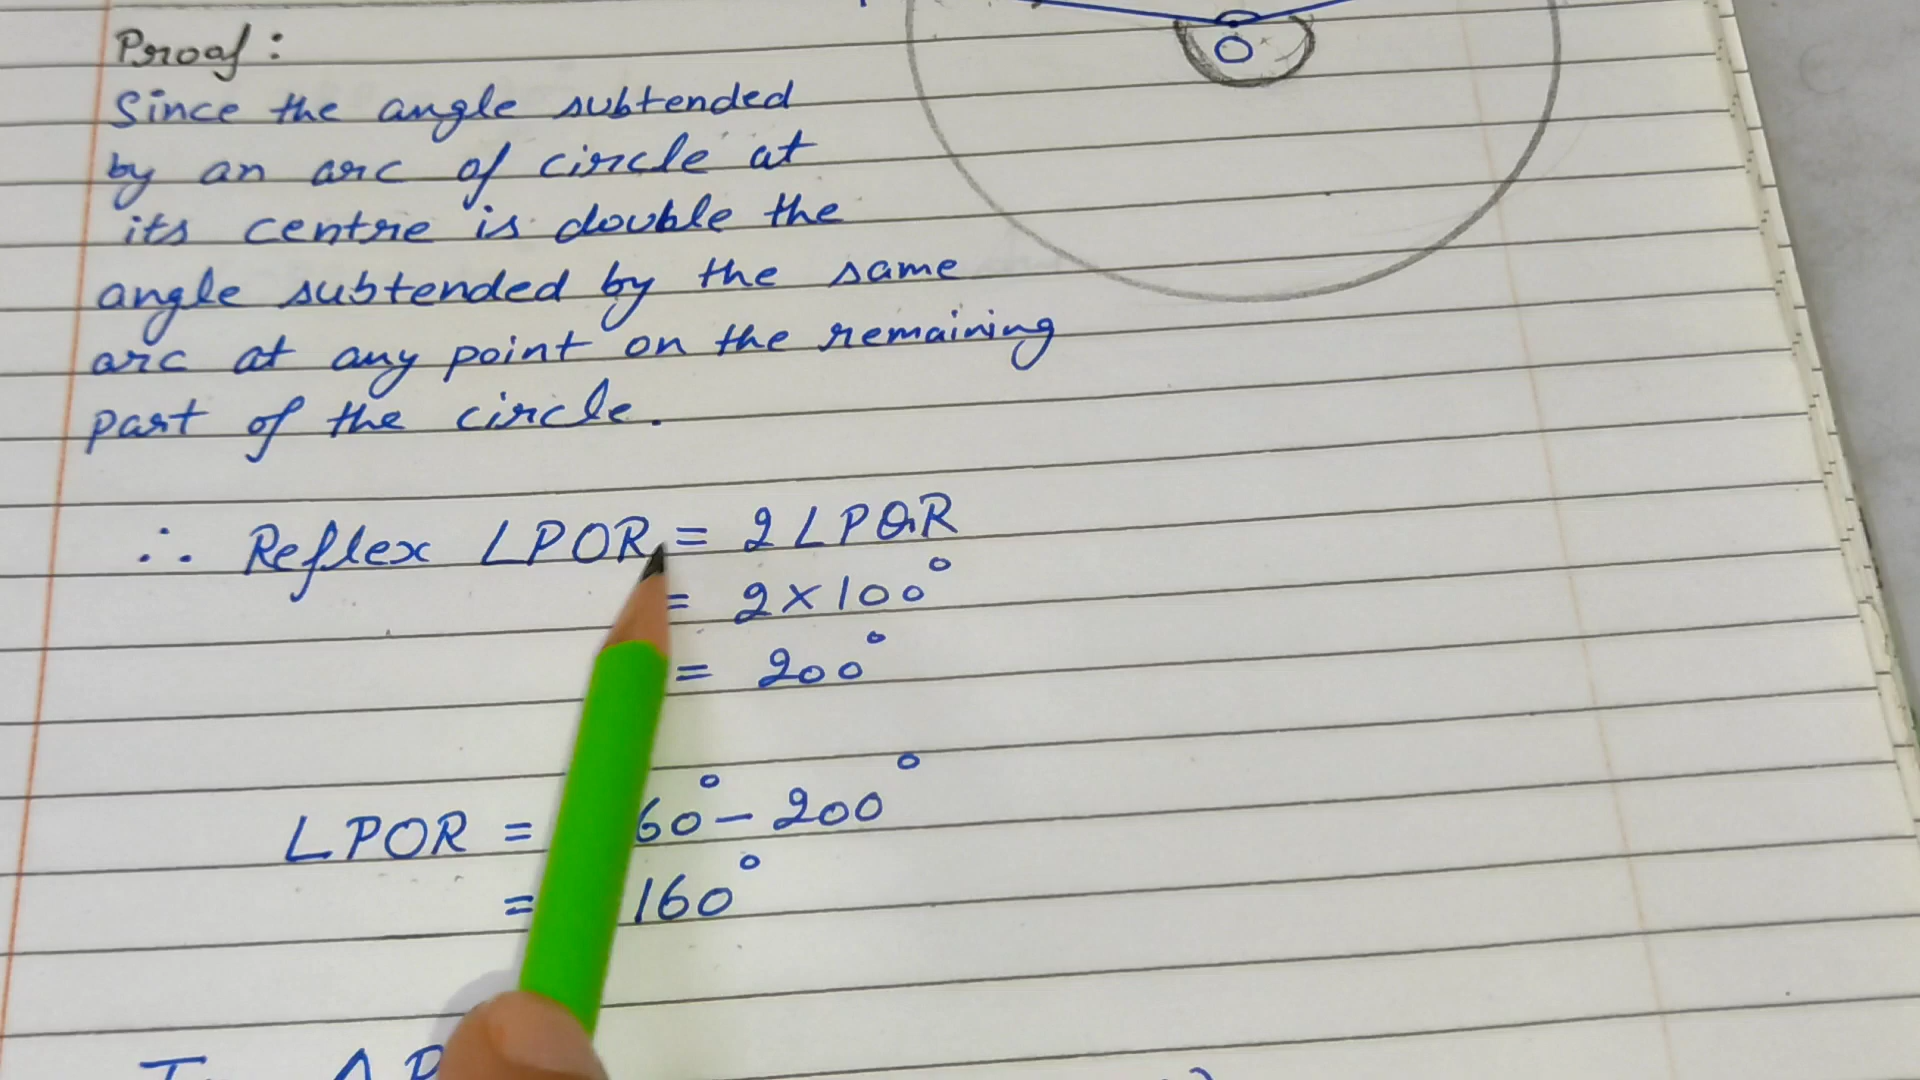 Proof:
O
Since the angle subtended
by an arc of circle at
its centre is double the
angle subtended by the same
arc at any point on the remaining
part of the circle.
∴ Reflex ∠POR = 2∠PQR
= 2×100°
= 200°
∠POR = 60° - 200°
= 160°